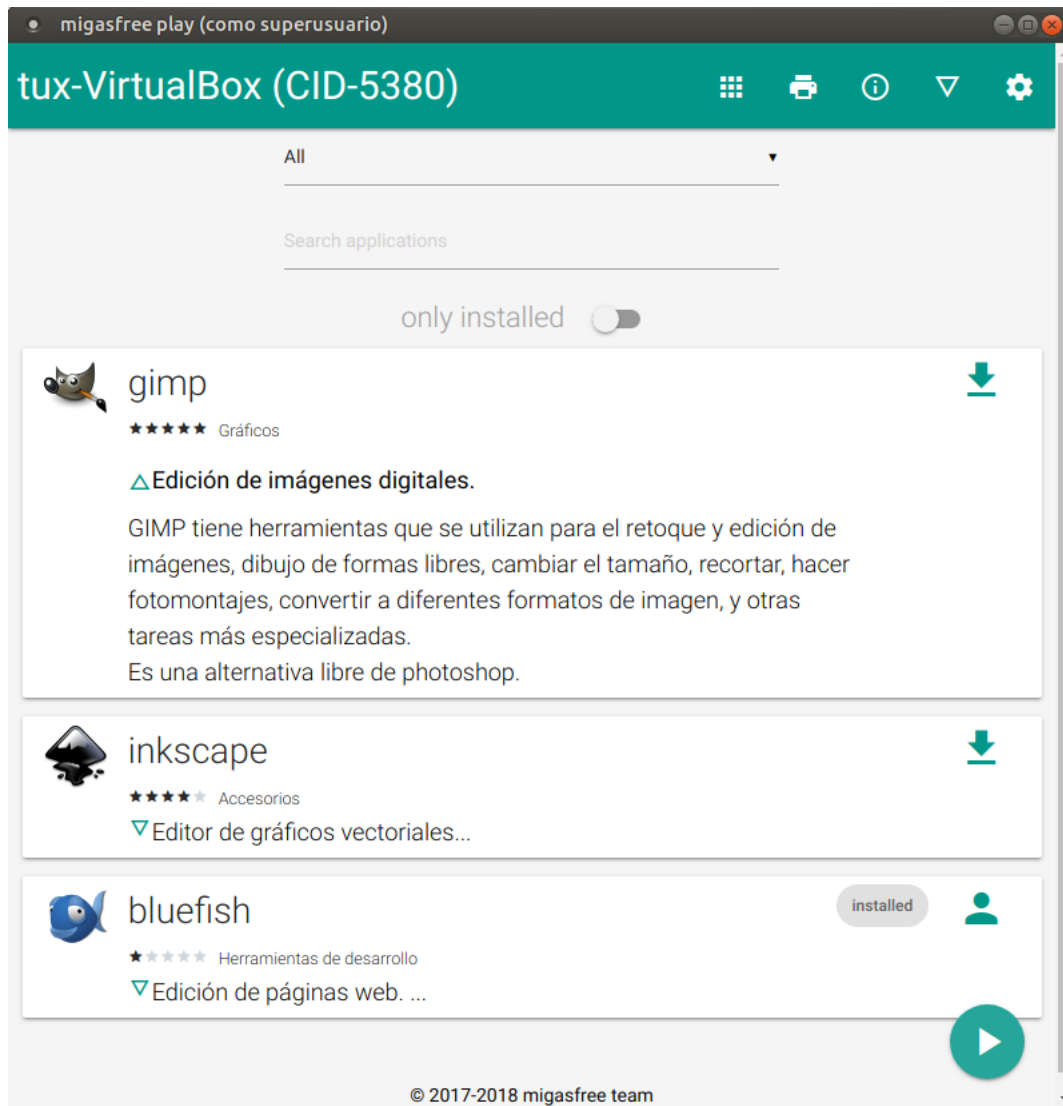 migasfree play (como superusuario)
tux-VirtualBox (CID-5380)
All
Search applications
only installed
gimp
Gráficos
Edición de imágenes digitales.
GIMP tiene herramientas que se utilizan para el retoque y edición de
imágenes, dibujo de formas libres, cambiar el tamaño, recortar, hacer
fotomontajes, convertir a diferentes formatos de imagen, y otras
tareas más especializadas.
Es una alternativa libre de photoshop.
inkscape
Accesorios
Editor de gráficos vectoriales...
bluefish
installed
Herramientas de desarrollo
Edición de páginas web. ...
© 2017-2018 migasfree team